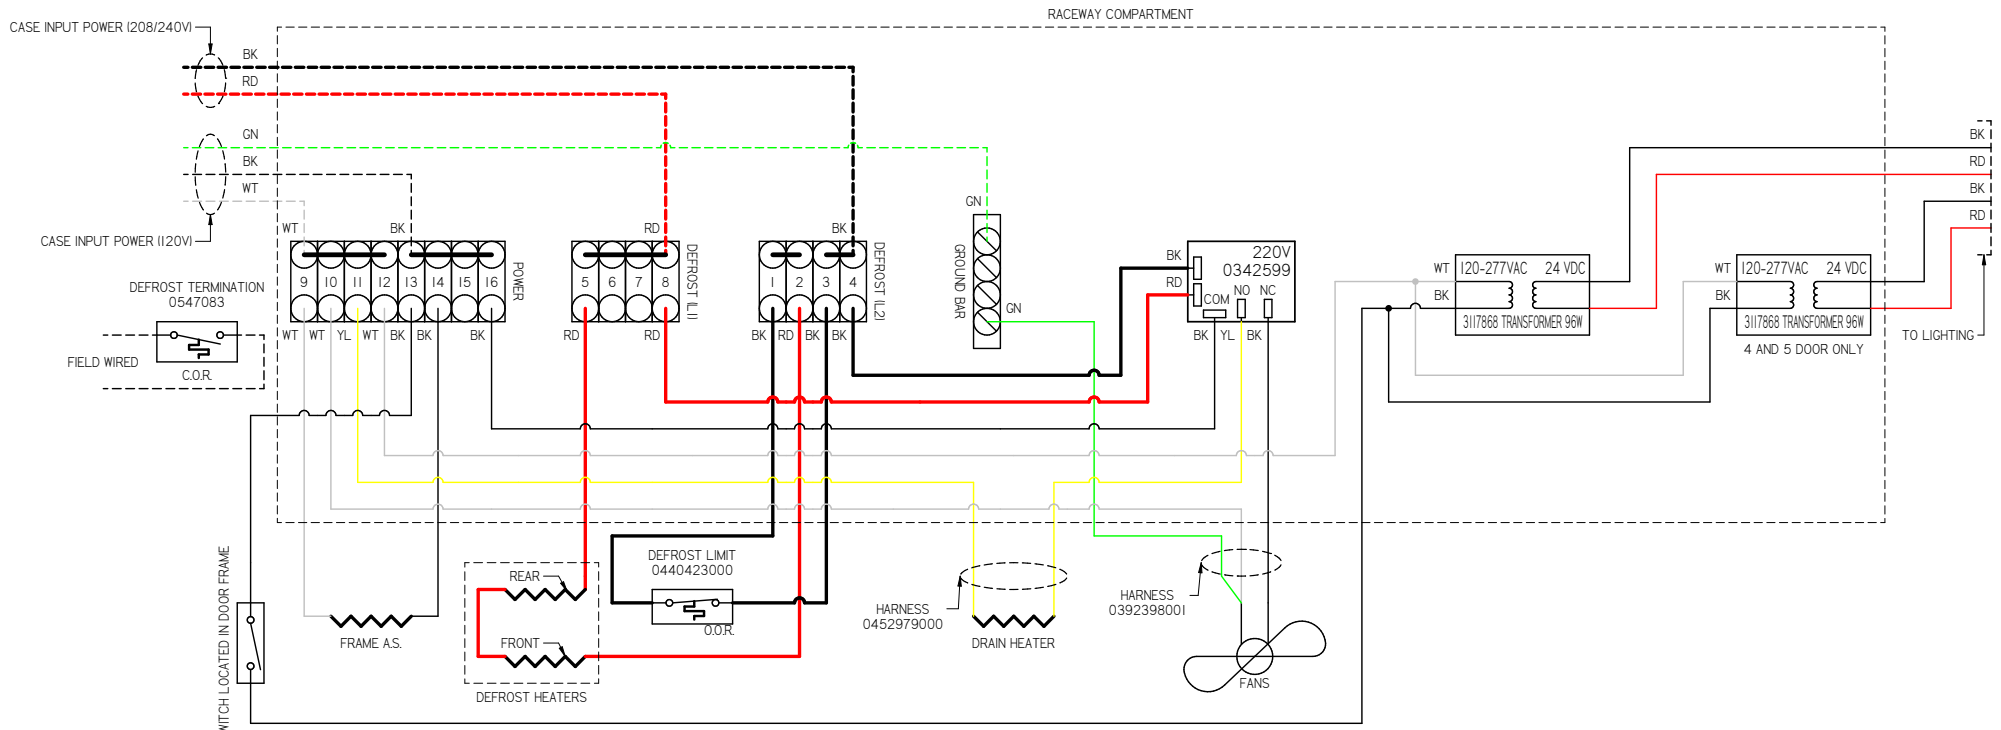 RACEWAY COMPARTMENT
CASE INPUT POWER (208/240V)
BK
RD
GN
BK
WT
CASE INPUT POWER (120V)
WT
BK
9 10 11 12 13 14 15 16
POWER
WT WT YL WT BK BK BK
RD
5 6 7 8
DEFROST (L1)
RD RD
BK
1 2 3 4
DEFROST (L2)
BK RD BK BK
GN
GROUND BAR
GN
BK
RD
220V
0342599
COM NO NC
BK YL BK
WT
BK
120-277VAC 24 VDC
3117868 TRANSFORMER 96W
WT
BK
120-277VAC 24 VDC
3117868 TRANSFORMER 96W
4 AND 5 DOOR ONLY
BK
RD
BK
RD
TO LIGHTING
DEFROST TERMINATION
0547083
FIELD WIRED
C.O.R.
WITCH LOCATED IN DOOR FRAME
FRAME A.S.
REAR
FRONT
DEFROST HEATERS
DEFROST LIMIT
0440423000
O.O.R.
HARNESS
0452979000
DRAIN HEATER
HARNESS
0392398001
FANS